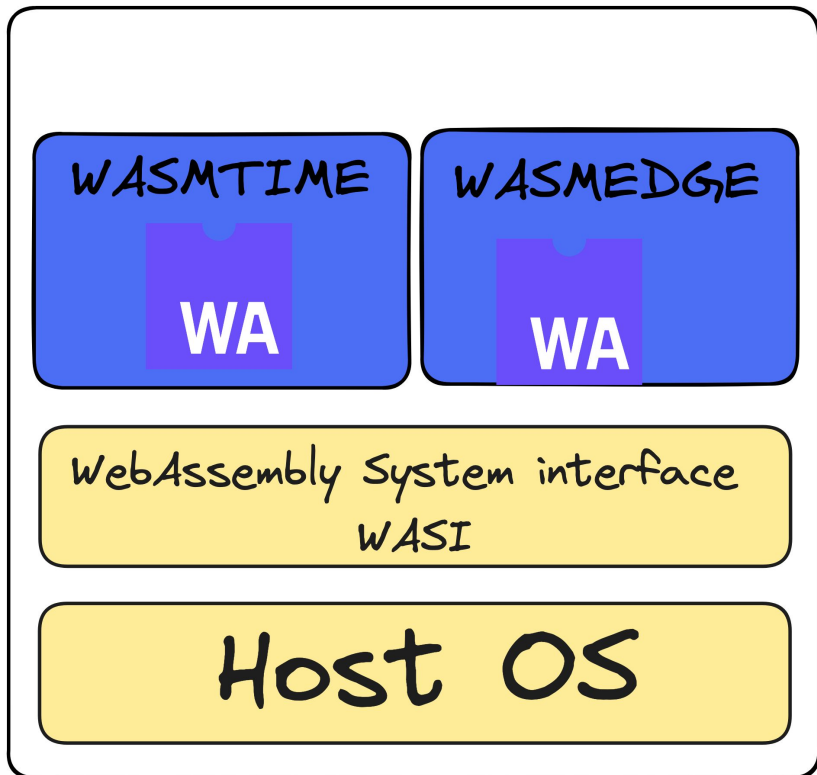 WASMTIME
WA
WASMEDGE
WA
WebAssembly System interface
WASI
Host OS